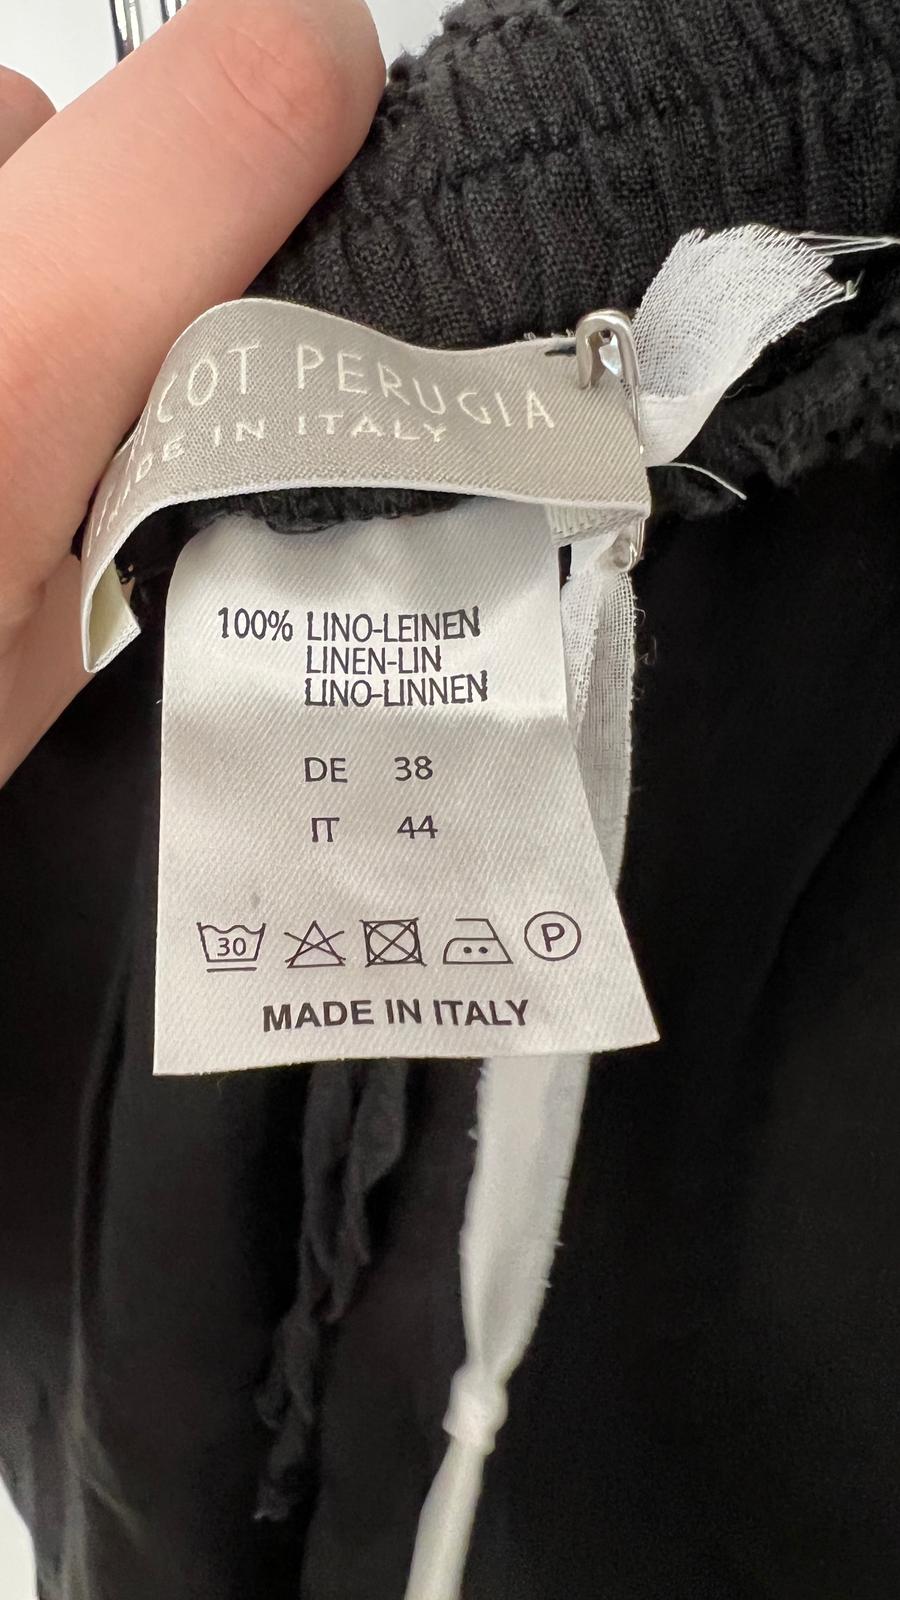 COT PERUGIA
MADE IN ITALY
100% LINO-LEINEN
LINEN-LIN
LINO-LINNEN
DE 38
IT 44
30 P
MADE IN ITALY